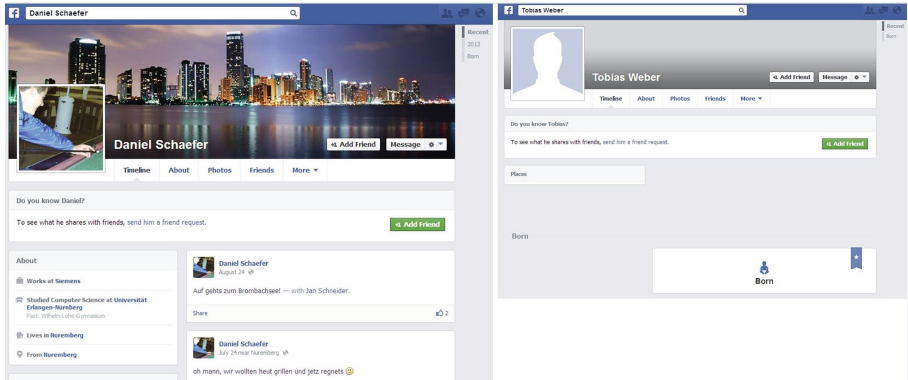 Daniel Schaefer
Recent
2013
Born
Daniel Schaefer
Add Friend
Message
Timeline
About
Photos
Friends
More
Do you know Daniel?
To see what he shares with friends, send him a friend request.
Add Friend
About
Works at Siemens
Studied Computer Science at Universität
Erlangen-Nürnberg
Past: Wilhelm-Löhe-Gymnasium
Lives in Nuremberg
From Nuremberg
Daniel Schaefer
August 24
Auf gehts zum Brombachsee! — with Jan Schneider.
Share
2
Daniel Schaefer
July 24 near Nuremberg
oh mann, wir wollten heut grillen und jetz regnets
Tobias Weber
Recent
Born
Tobias Weber
Add Friend
Message
Timeline
About
Photos
Friends
More
Do you know Tobias?
To see what he shares with friends, send him a friend request.
Add Friend
Places
Born
Born